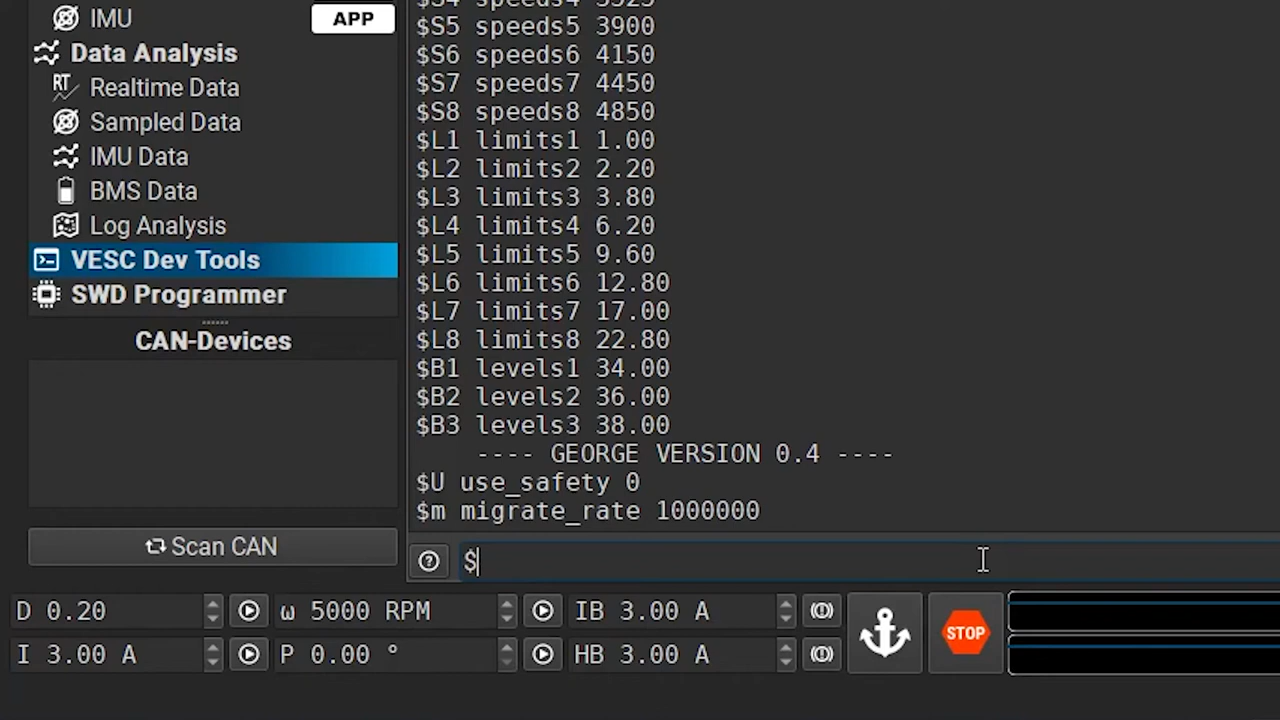 IMU
APP
Data Analysis
RT Realtime Data
Sampled Data
IMU Data
BMS Data
Log Analysis
VESC Dev Tools
SWD Programmer
CAN-Devices
Scan CAN
$S4 speeds4 3525
$S5 speeds5 3900
$S6 speeds6 4150
$S7 speeds7 4450
$S8 speeds8 4850
$L1 limits1 1.00
$L2 limits2 2.20
$L3 limits3 3.80
$L4 limits4 6.20
$L5 limits5 9.60
$L6 limits6 12.80
$L7 limits7 17.00
$L8 limits8 22.80
$B1 levels1 34.00
$B2 levels2 36.00
$B3 levels3 38.00
---- GEORGE VERSION 0.4 ----
$U use_safety 0
$m migrate_rate 1000000
? $
D 0.20 ω 5000 RPM IB 3.00 A
I 3.00 A P 0.00 ° HB 3.00 A
STOP